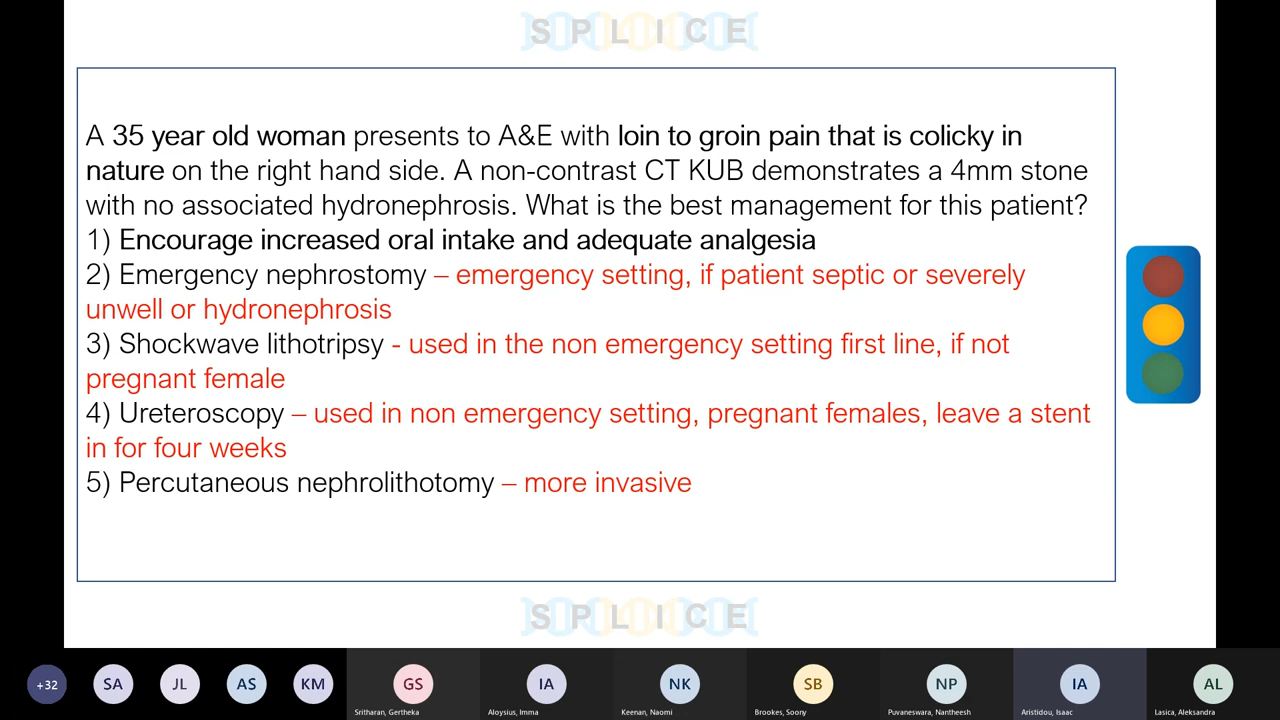 S P L I C E
A 35 year old woman presents to A&E with loin to groin pain that is colicky in
nature on the right hand side. A non-contrast CT KUB demonstrates a 4mm stone
with no associated hydronephrosis. What is the best management for this patient?
1) Encourage increased oral intake and adequate analgesia
2) Emergency nephrostomy – emergency setting, if patient septic or severely
unwell or hydronephrosis
3) Shockwave lithotripsy - used in the non emergency setting first line, if not
pregnant female
4) Ureteroscopy – used in non emergency setting, pregnant females, leave a stent
in for four weeks
5) Percutaneous nephrolithotomy – more invasive
S P L I C E
+32 SA JL AS KM GS IA NK SB NP IA AL
Sritharan, Gertheka Aloysius, Imma Keenan, Naomi Brookes, Soony Puvaneswara, Nantheesh Aristidou, Isaac Lasica, Aleksandra